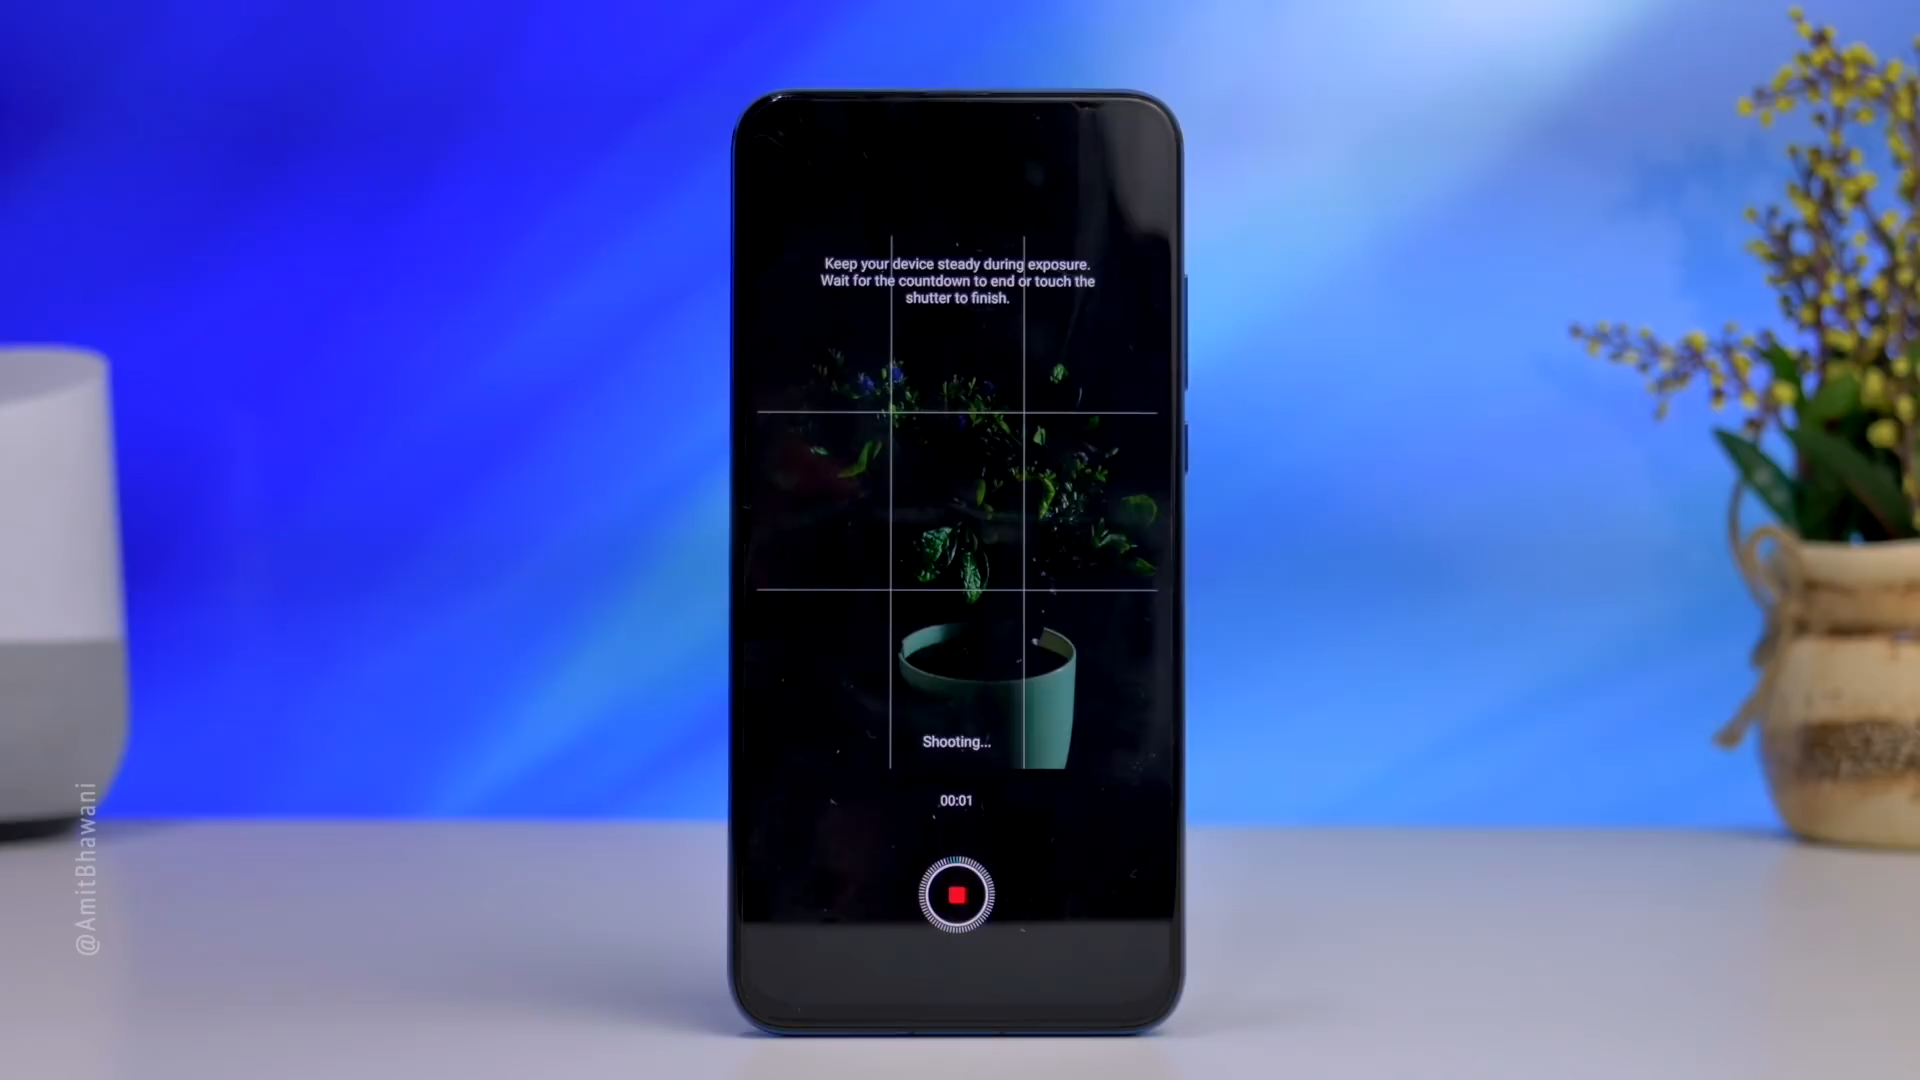 Keep your device steady during exposure.
Wait for the countdown to end or touch the
shutter to finish.
Shooting...
00:01
@AmitBhawani